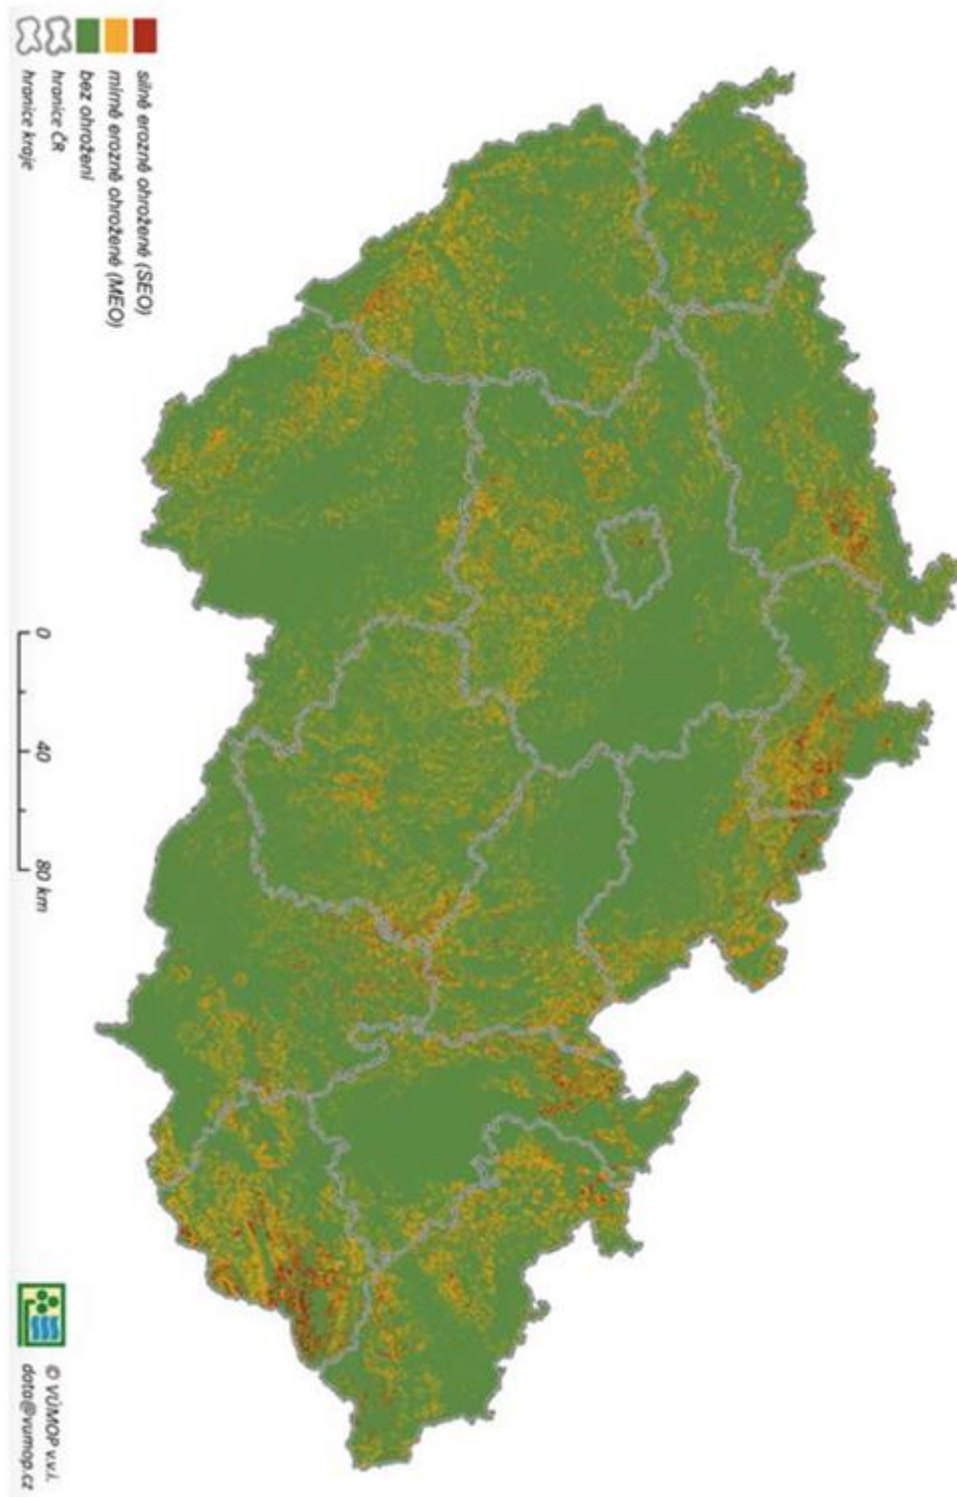 silně erozně ohrožené (SEO)
mírně erozně ohrožené (MEO)
bez ohrožení
hranice ČR
hranice kraje
0 40 80 km
© VÚMOP v.v.i.
data@vumop.cz